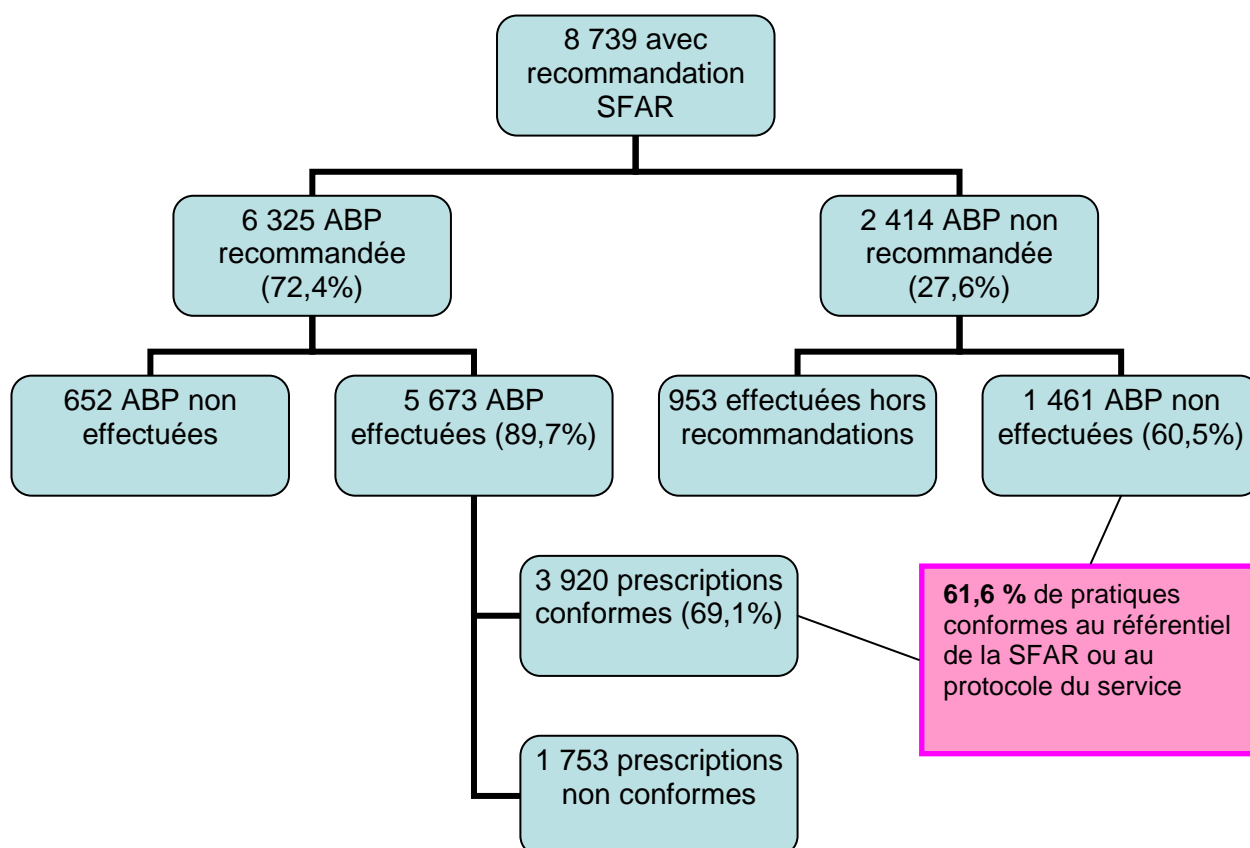 8 739 avec
recommandation
SFAR
6 325 ABP
recommandée
(72,4%)
2 414 ABP non
recommandée
(27,6%)
652 ABP non
effectuées
5 673 ABP
effectuées (89,7%)
953 effectuées hors
recommandations
1 461 ABP non
effectuées (60,5%)
3 920 prescriptions
conformes (69,1%)
61,6 % de pratiques
conformes au référentiel
de la SFAR ou au
protocole du service
1 753 prescriptions
non conformes